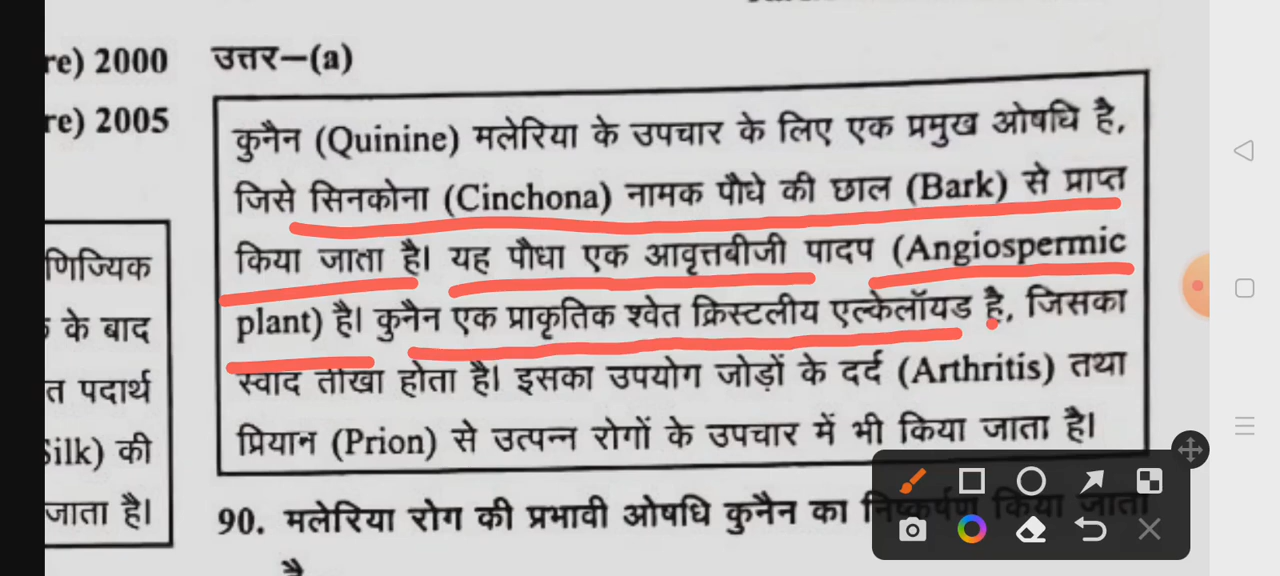 re) 2000
re) 2005
णिज्यिक
के बाद
त पदार्थ
Silk) की
जाता है।
उत्तर–(a)
कुनैन (Quinine) मलेरिया के उपचार के लिए एक प्रमुख ओषधि है,
जिसे सिनकोना (Cinchona) नामक पौधे की छाल (Bark) से प्राप्त
किया जाता है। यह पौधा एक आवृत्तबीजी पादप (Angiospermic
plant) है। कुनैन एक प्राकृतिक श्वेत क्रिस्टलीय एल्केलॉयड है, जिसका
स्वाद तीखा होता है। इसका उपयोग जोड़ों के दर्द (Arthritis) तथा
प्रियान (Prion) से उत्पन्न रोगों के उपचार में भी किया जाता है।
90. मलेरिया रोग की प्रभावी ओषधि कुनैन का निष्कर्षण किया जाता
है